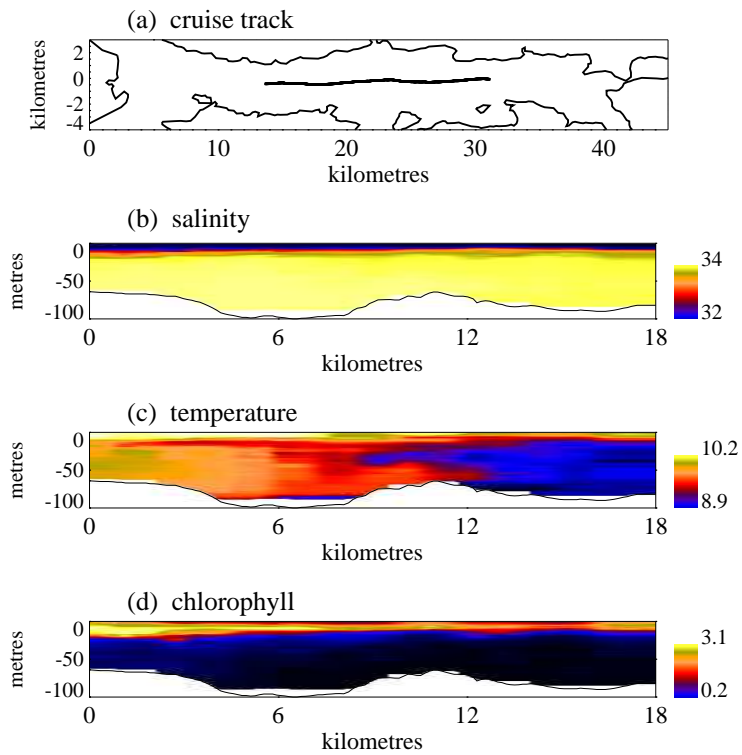 (a) cruise track
kilometres
2
0
-2
-4
0 10 20 30 40
kilometres
(b) salinity
metres
0
-50
-100
34
32
0 6 12 18
kilometres
(c) temperature
metres
0
-50
-100
10.2
8.9
0 6 12 18
kilometres
(d) chlorophyll
metres
0
-50
-100
3.1
0.2
0 6 12 18
kilometres